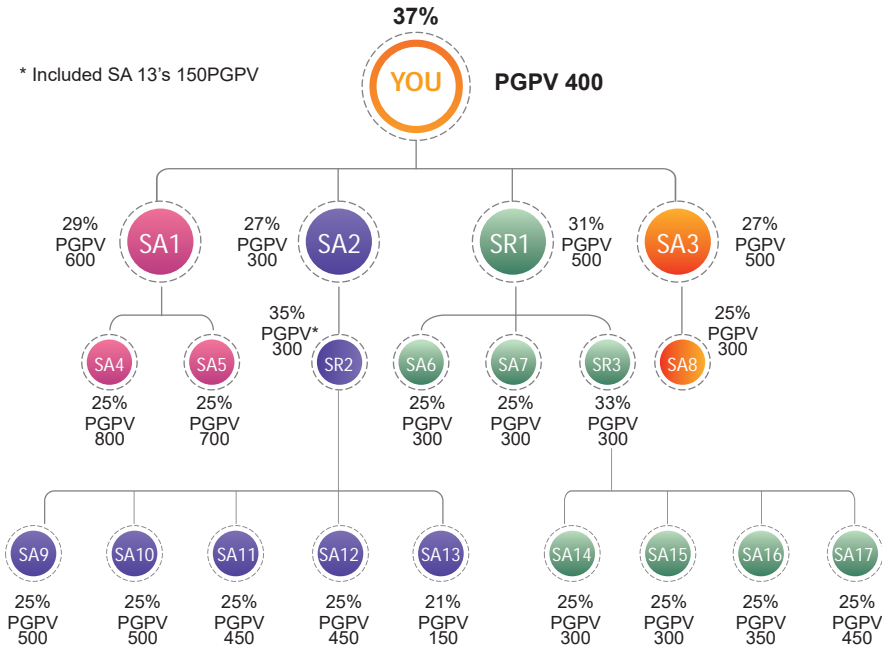 37%
* Included SA 13's 150PGPV
YOU
PGPV 400
29%
PGPV
600
SA1
27%
PGPV
300
SA2
SR1
31%
PGPV
500
SA3
27%
PGPV
500
SA4
25%
PGPV
800
SA5
25%
PGPV
700
35%
PGPV*
300
SR2
SA6
25%
PGPV
300
SA7
25%
PGPV
300
SR3
33%
PGPV
300
SA8
25%
PGPV
300
SA9
25%
PGPV
500
SA10
25%
PGPV
500
SA11
25%
PGPV
450
SA12
25%
PGPV
450
SA13
21%
PGPV
150
SA14
25%
PGPV
300
SA15
25%
PGPV
300
SA16
25%
PGPV
350
SA17
25%
PGPV
450